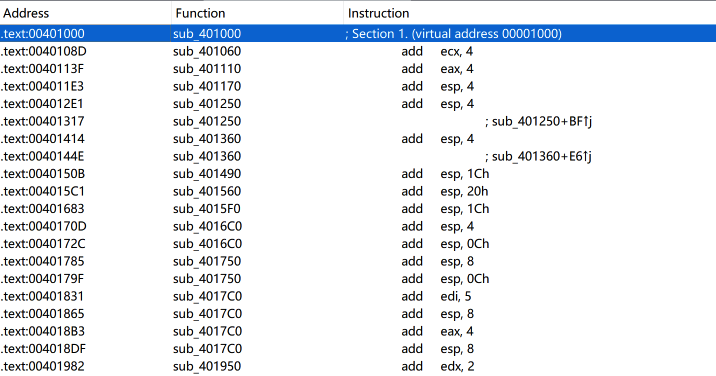 Address Function Instruction
.text:00401000 sub_401000 ; Section 1. (virtual address 00001000)
.text:0040108D sub_401060 add ecx, 4
.text:0040113F sub_401110 add eax, 4
.text:004011E3 sub_401170 add esp, 4
.text:004012E1 sub_401250 add esp, 4
.text:00401317 sub_401250 ; sub_401250+BF↑j
.text:00401414 sub_401360 add esp, 4
.text:0040144E sub_401360 ; sub_401360+E6↑j
.text:0040150B sub_401490 add esp, 1Ch
.text:004015C1 sub_401560 add esp, 20h
.text:00401683 sub_4015F0 add esp, 1Ch
.text:0040170D sub_4016C0 add esp, 4
.text:0040172C sub_4016C0 add esp, 0Ch
.text:00401785 sub_401750 add esp, 8
.text:0040179F sub_401750 add esp, 0Ch
.text:00401831 sub_4017C0 add edi, 5
.text:00401865 sub_4017C0 add esp, 8
.text:004018B3 sub_4017C0 add eax, 4
.text:004018DF sub_4017C0 add esp, 8
.text:00401982 sub_401950 add edx, 2